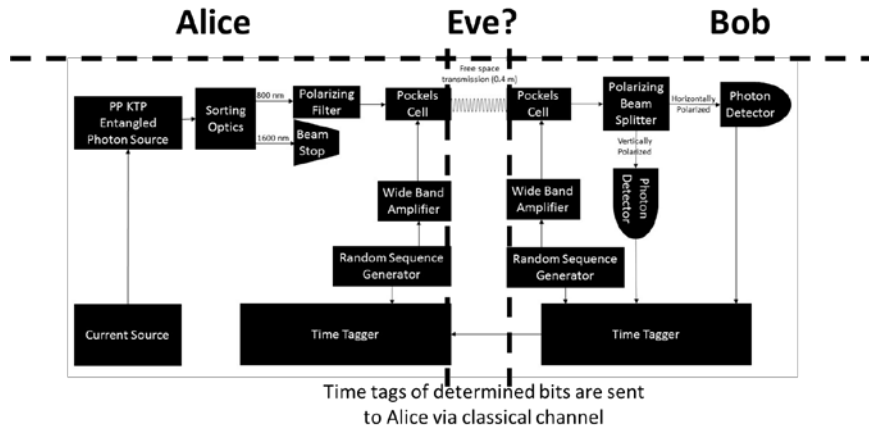 Alice
Eve?
Bob
Free space
transmission (0.4 m)
PP KTP
Entangled
Photon Source
Sorting
Optics
800 nm
1600 nm
Polarizing
Filter
Beam
Stop
Pockels
Cell
Pockels
Cell
Polarizing
Beam
Splitter
Horizontally
Polarized
Photon
Detector
Vertically
Polarized
Photon
Detector
Wide Band
Amplifier
Wide Band
Amplifier
Random Sequence
Generator
Random Sequence
Generator
Current Source
Time Tagger
Time Tagger
Time tags of determined bits are sent
to Alice via classical channel